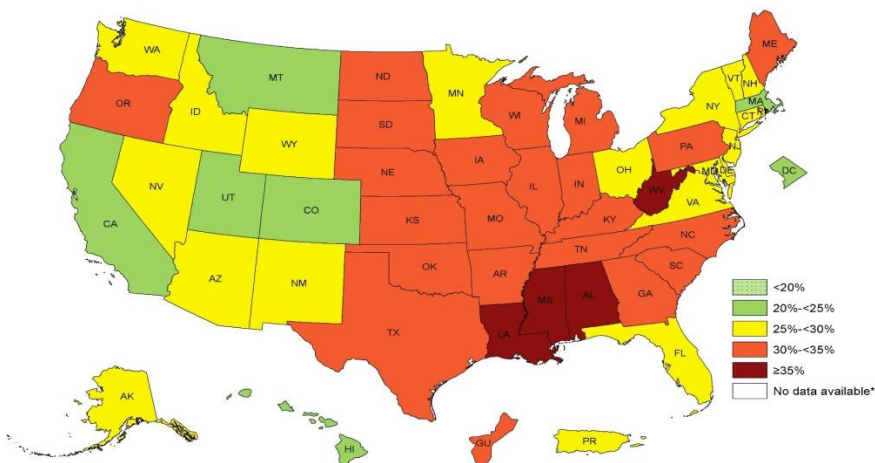 WA
MT
ND
MN
ME
OR
ID
SD
WI
MI
VT
NH
NY
MA
CT
WY
NE
IA
PA
NJ
NV
UT
CO
IL
IN
OH
MD
DE
DC
CA
KS
MO
KY
WV
VA
AZ
NM
OK
AR
TN
NC
SC
TX
LA
MS
AL
GA
FL
AK
HI
GU
PR
<20%
20%-<25%
25%-<30%
30%-<35%
≥35%
No data available*